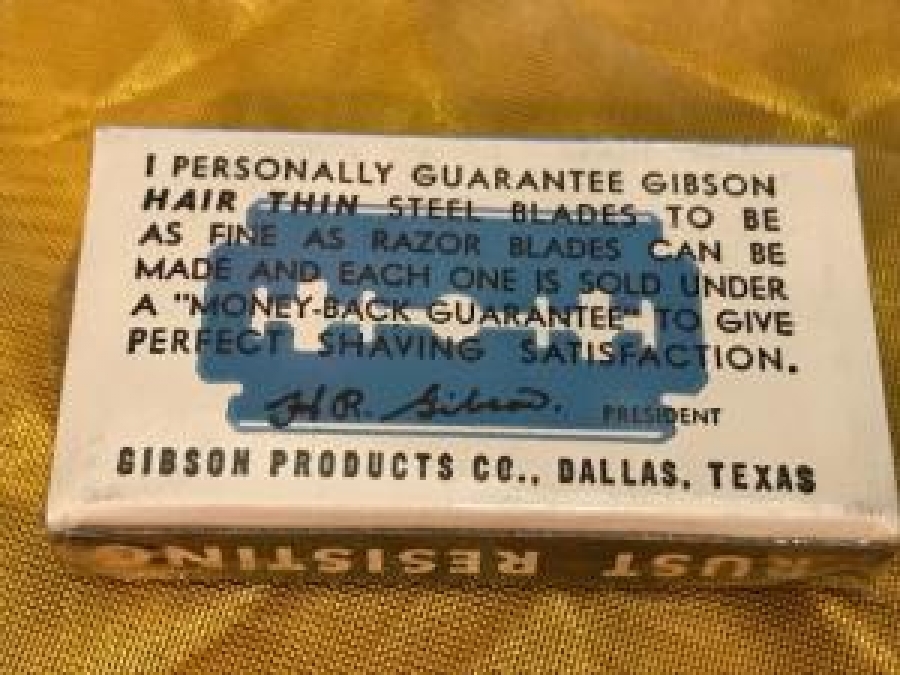 I PERSONALLY GUARANTEE GIBSON
HAIR THIN STEEL BLADES TO BE
AS FINE AS RAZOR BLADES CAN BE
MADE AND EACH ONE IS SOLD UNDER
A "MONEY-BACK GUARANTEE" TO GIVE
PERFECT SHAVING SATISFACTION.
H.R. Gibson. PRESIDENT
GIBSON PRODUCTS CO., DALLAS, TEXAS
RUST RESISTING